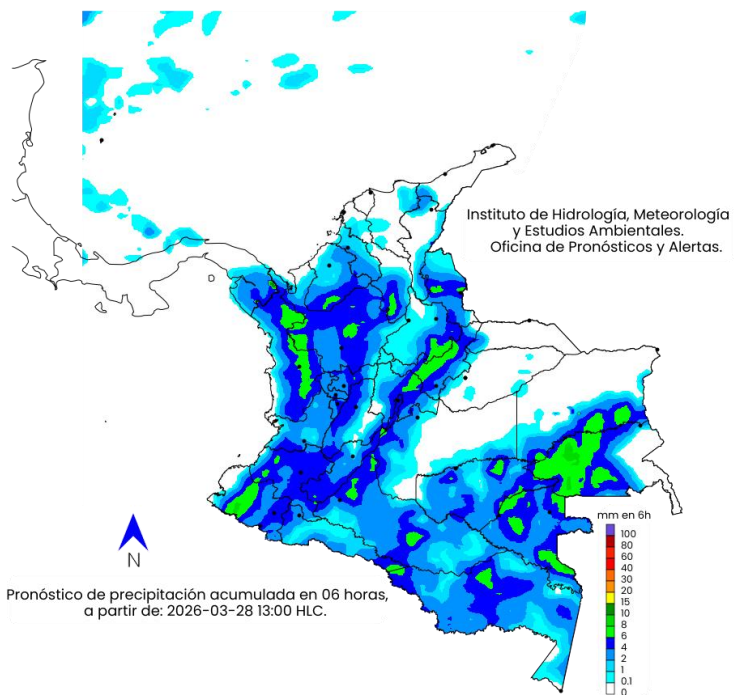 Instituto de Hidrología, Meteorología
y Estudios Ambientales.
Oficina de Pronósticos y Alertas.
mm en 6h
100
80
60
40
30
20
15
10
8
6
4
2
1
0.1
N
Pronóstico de precipitación acumulada en 06 horas,
a partir de: 2026-03-28 13:00 HLC.